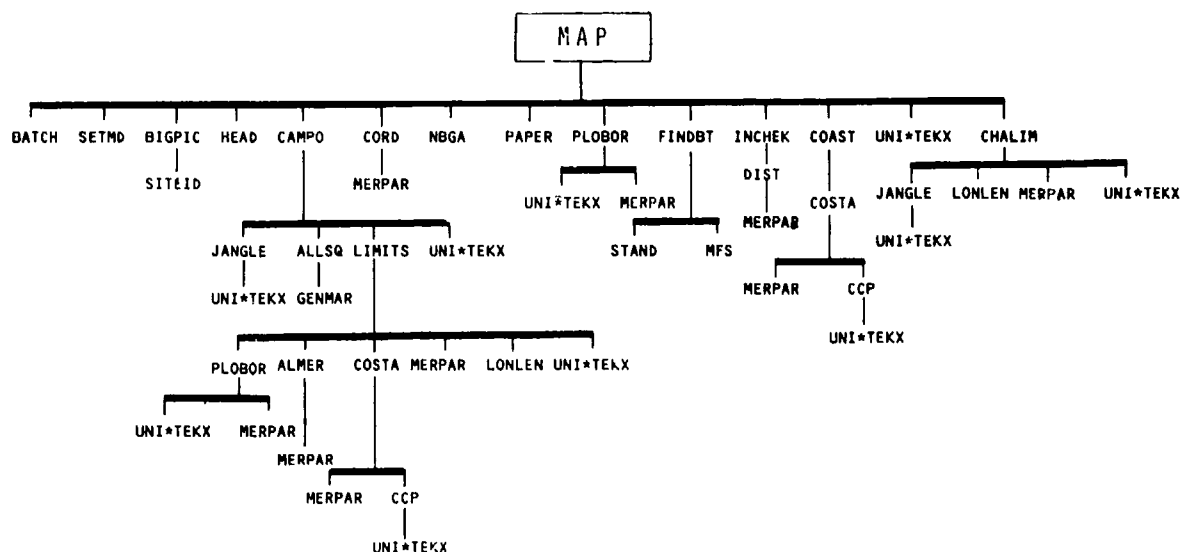 MAP
BATCH SETMD BIGPIC HEAD CAMPO CORD NBGA PAPER PLOBOR FINDBT INCHEK COAST UNI*TEKX CHALIM
SITEID MERPAR DIST
UNI*TEKX MERPAR COSTA JANGLE LONLEN MERPAR UNI*TEKX
MERPAR
JANGLE ALLSQ LIMITS UNI*TEKX STAND MFS UNI*TEKX
MERPAR CCP
UNI*TEKX GENMAR
UNI*TEKX
PLOBOR ALMER COSTA MERPAR LONLEN UNI*TEKX
UNI*TEKX MERPAR
MERPAR
MERPAR CCP
UNI*TEKX